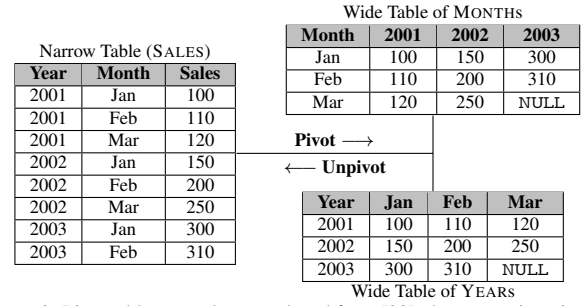 Narrow Table (SALES)
Year Month Sales
2001 Jan 100
2001 Feb 110
2001 Mar 120
2002 Jan 150
2002 Feb 200
2002 Mar 250
2003 Jan 300
2003 Feb 310
Wide Table of MONTHS
Month 2001 2002 2003
Jan 100 150 300
Feb 110 200 310
Mar 120 250 NULL
Pivot ⟶
⟵ Unpivot
Year Jan Feb Mar
2001 100 110 120
2002 150 200 250
2003 300 310 NULL
Wide Table of YEARS